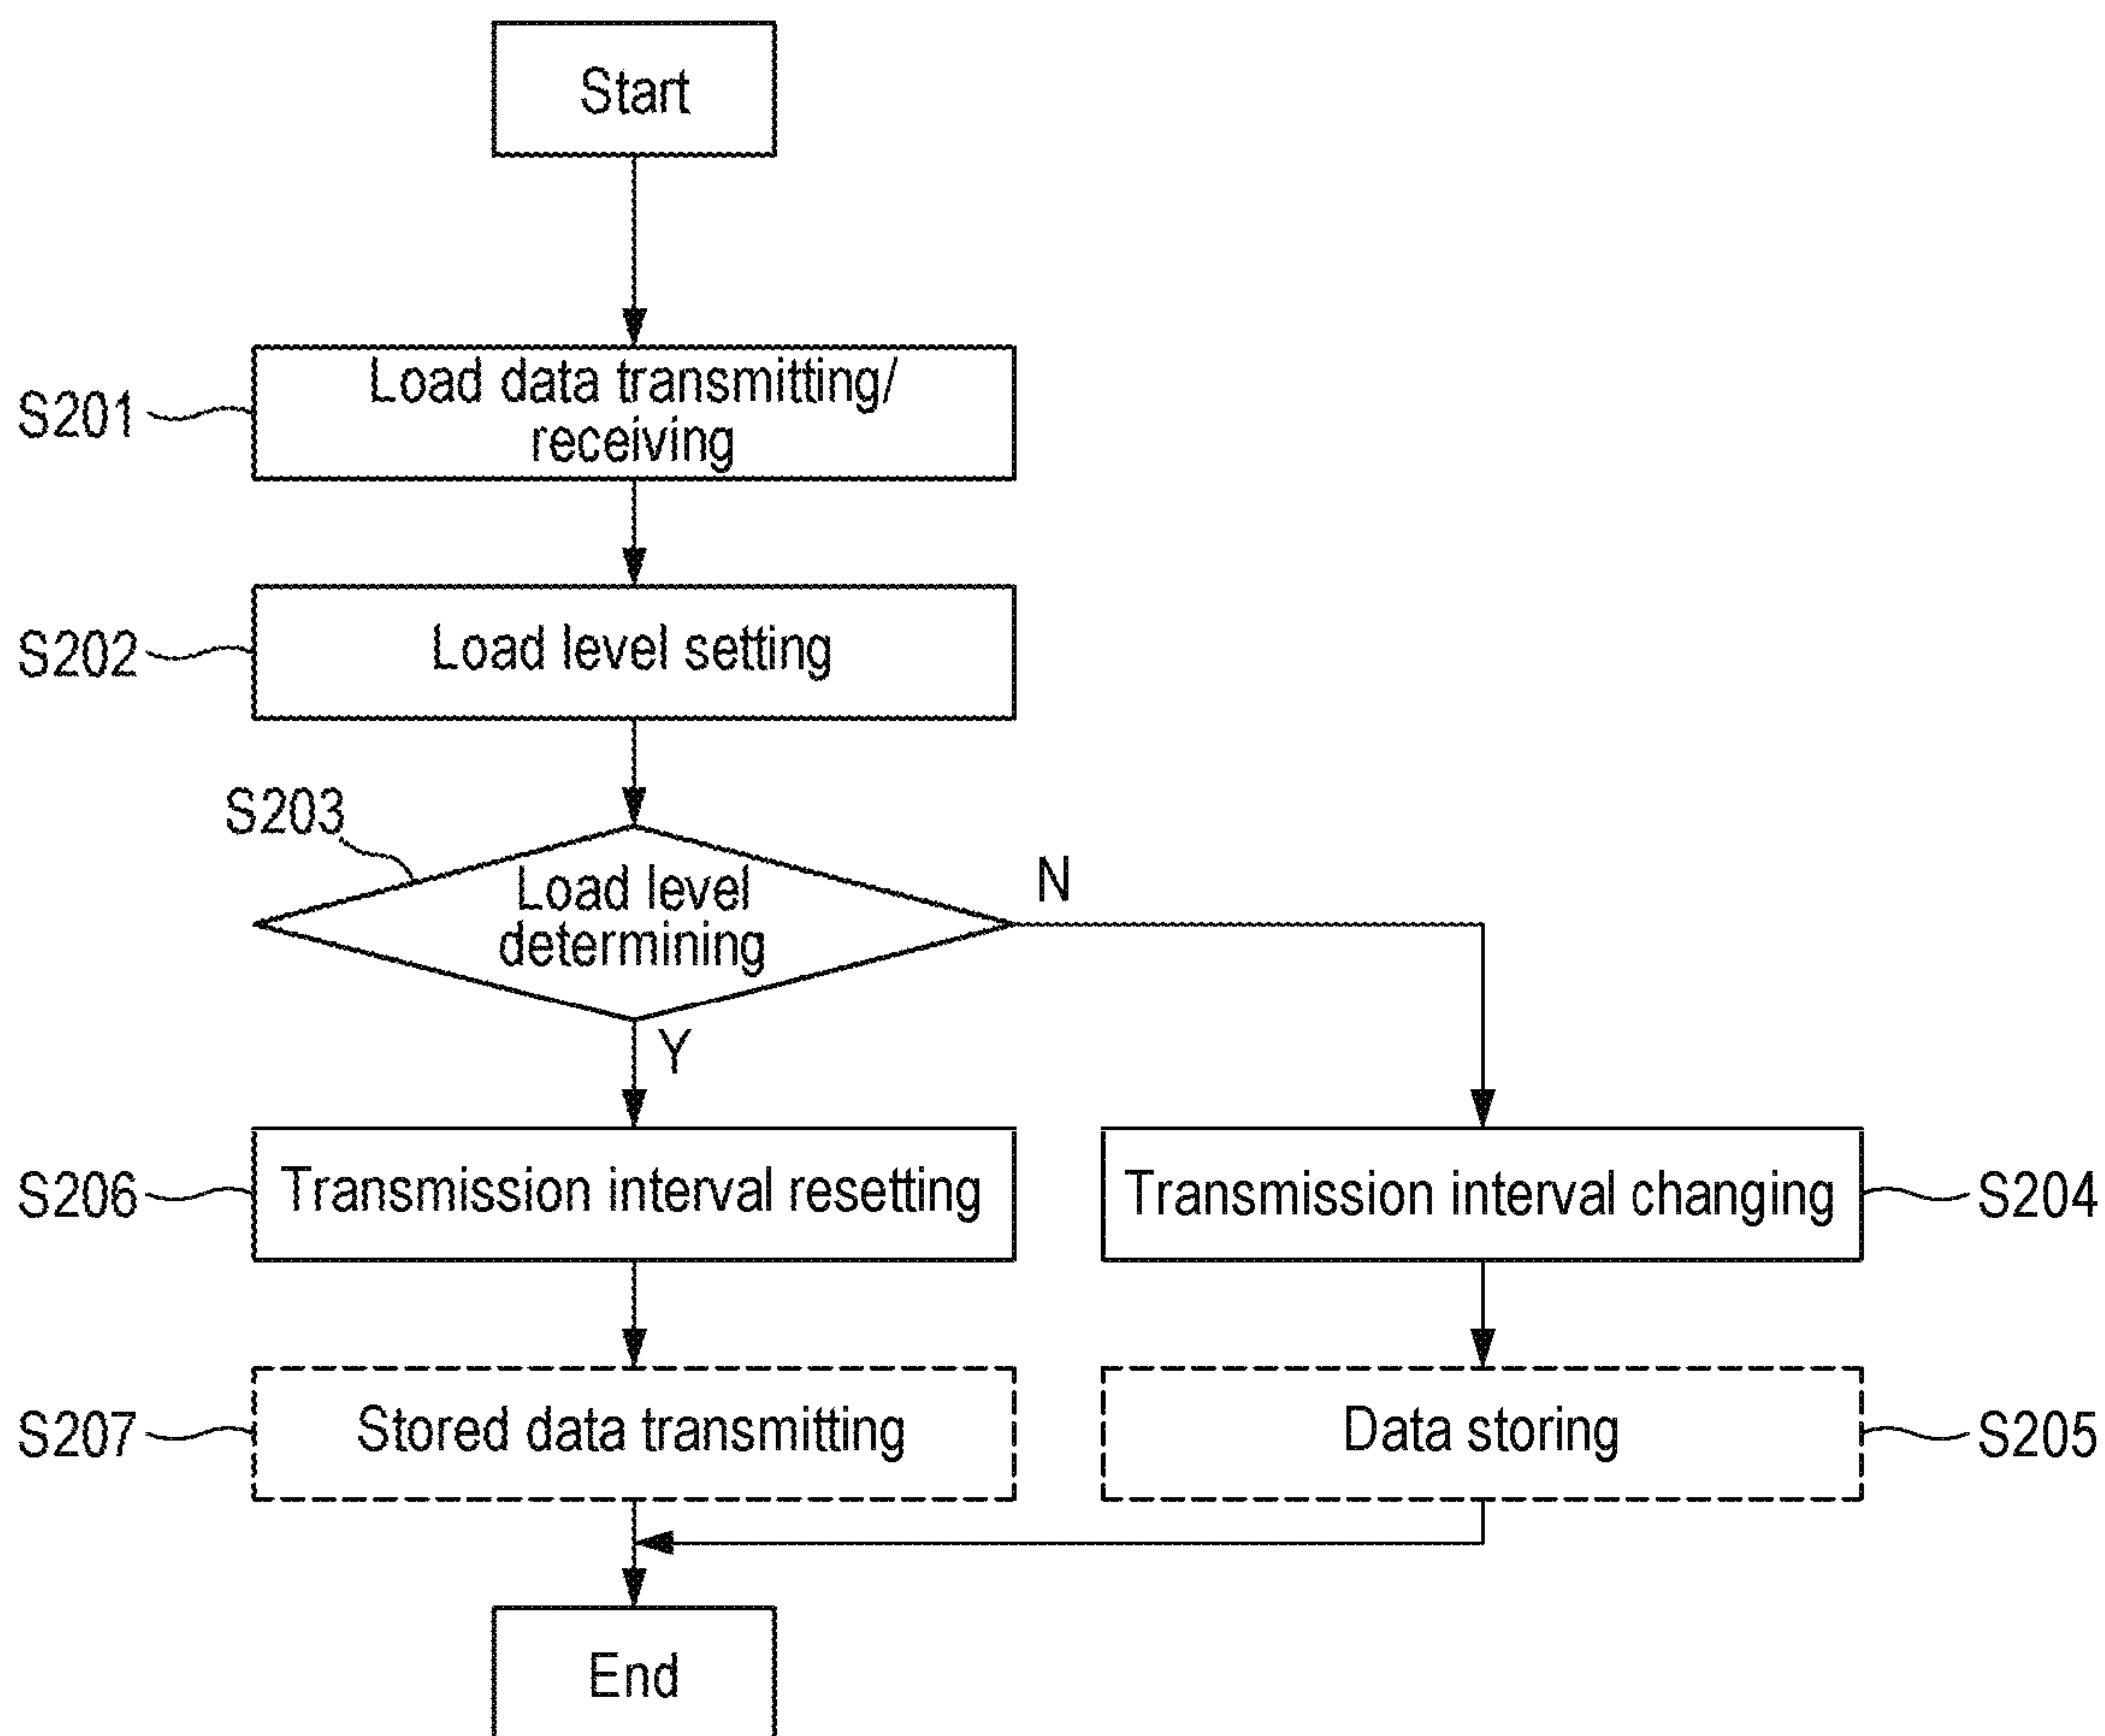 Start
S201
Load data transmitting/
receiving
S202
Load level setting
S203
Load level
determining
N
Y
S206
Transmission interval resetting
Transmission interval changing
S204
S207
Stored data transmitting
Data storing
S205
End